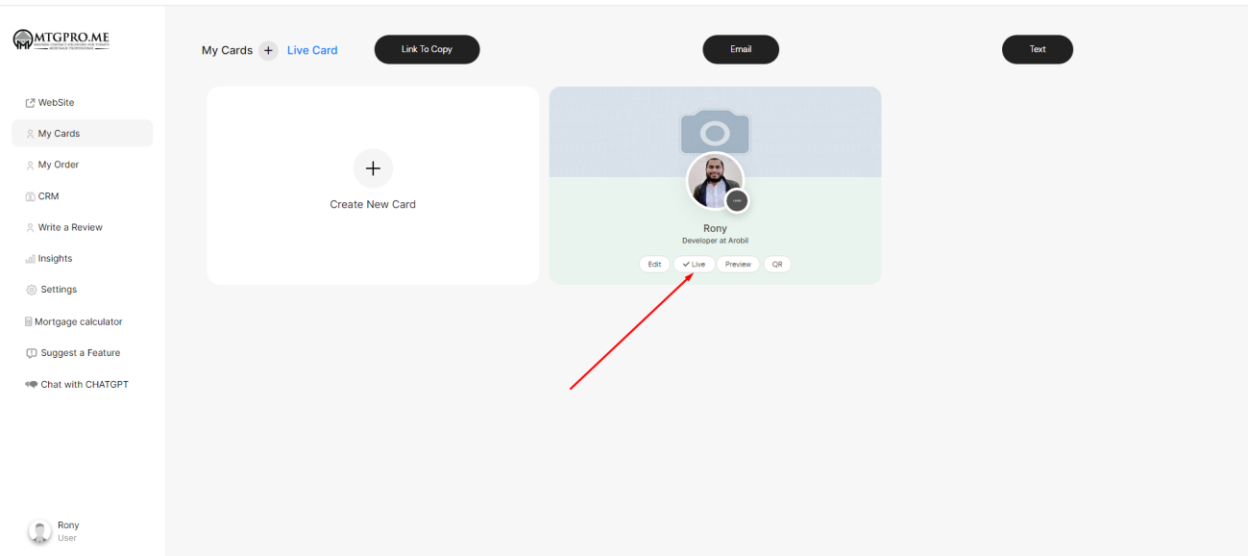 MTGPRO.ME
My Cards + Live Card
Link To Copy
Email
Text
WebSite
My Cards
My Order
CRM
Write a Review
Insights
Settings
Mortgage calculator
Suggest a Feature
Chat with CHATGPT
Create New Card
Rony
Developer at Arobil
Edit
Live
Preview
QR
Rony
User